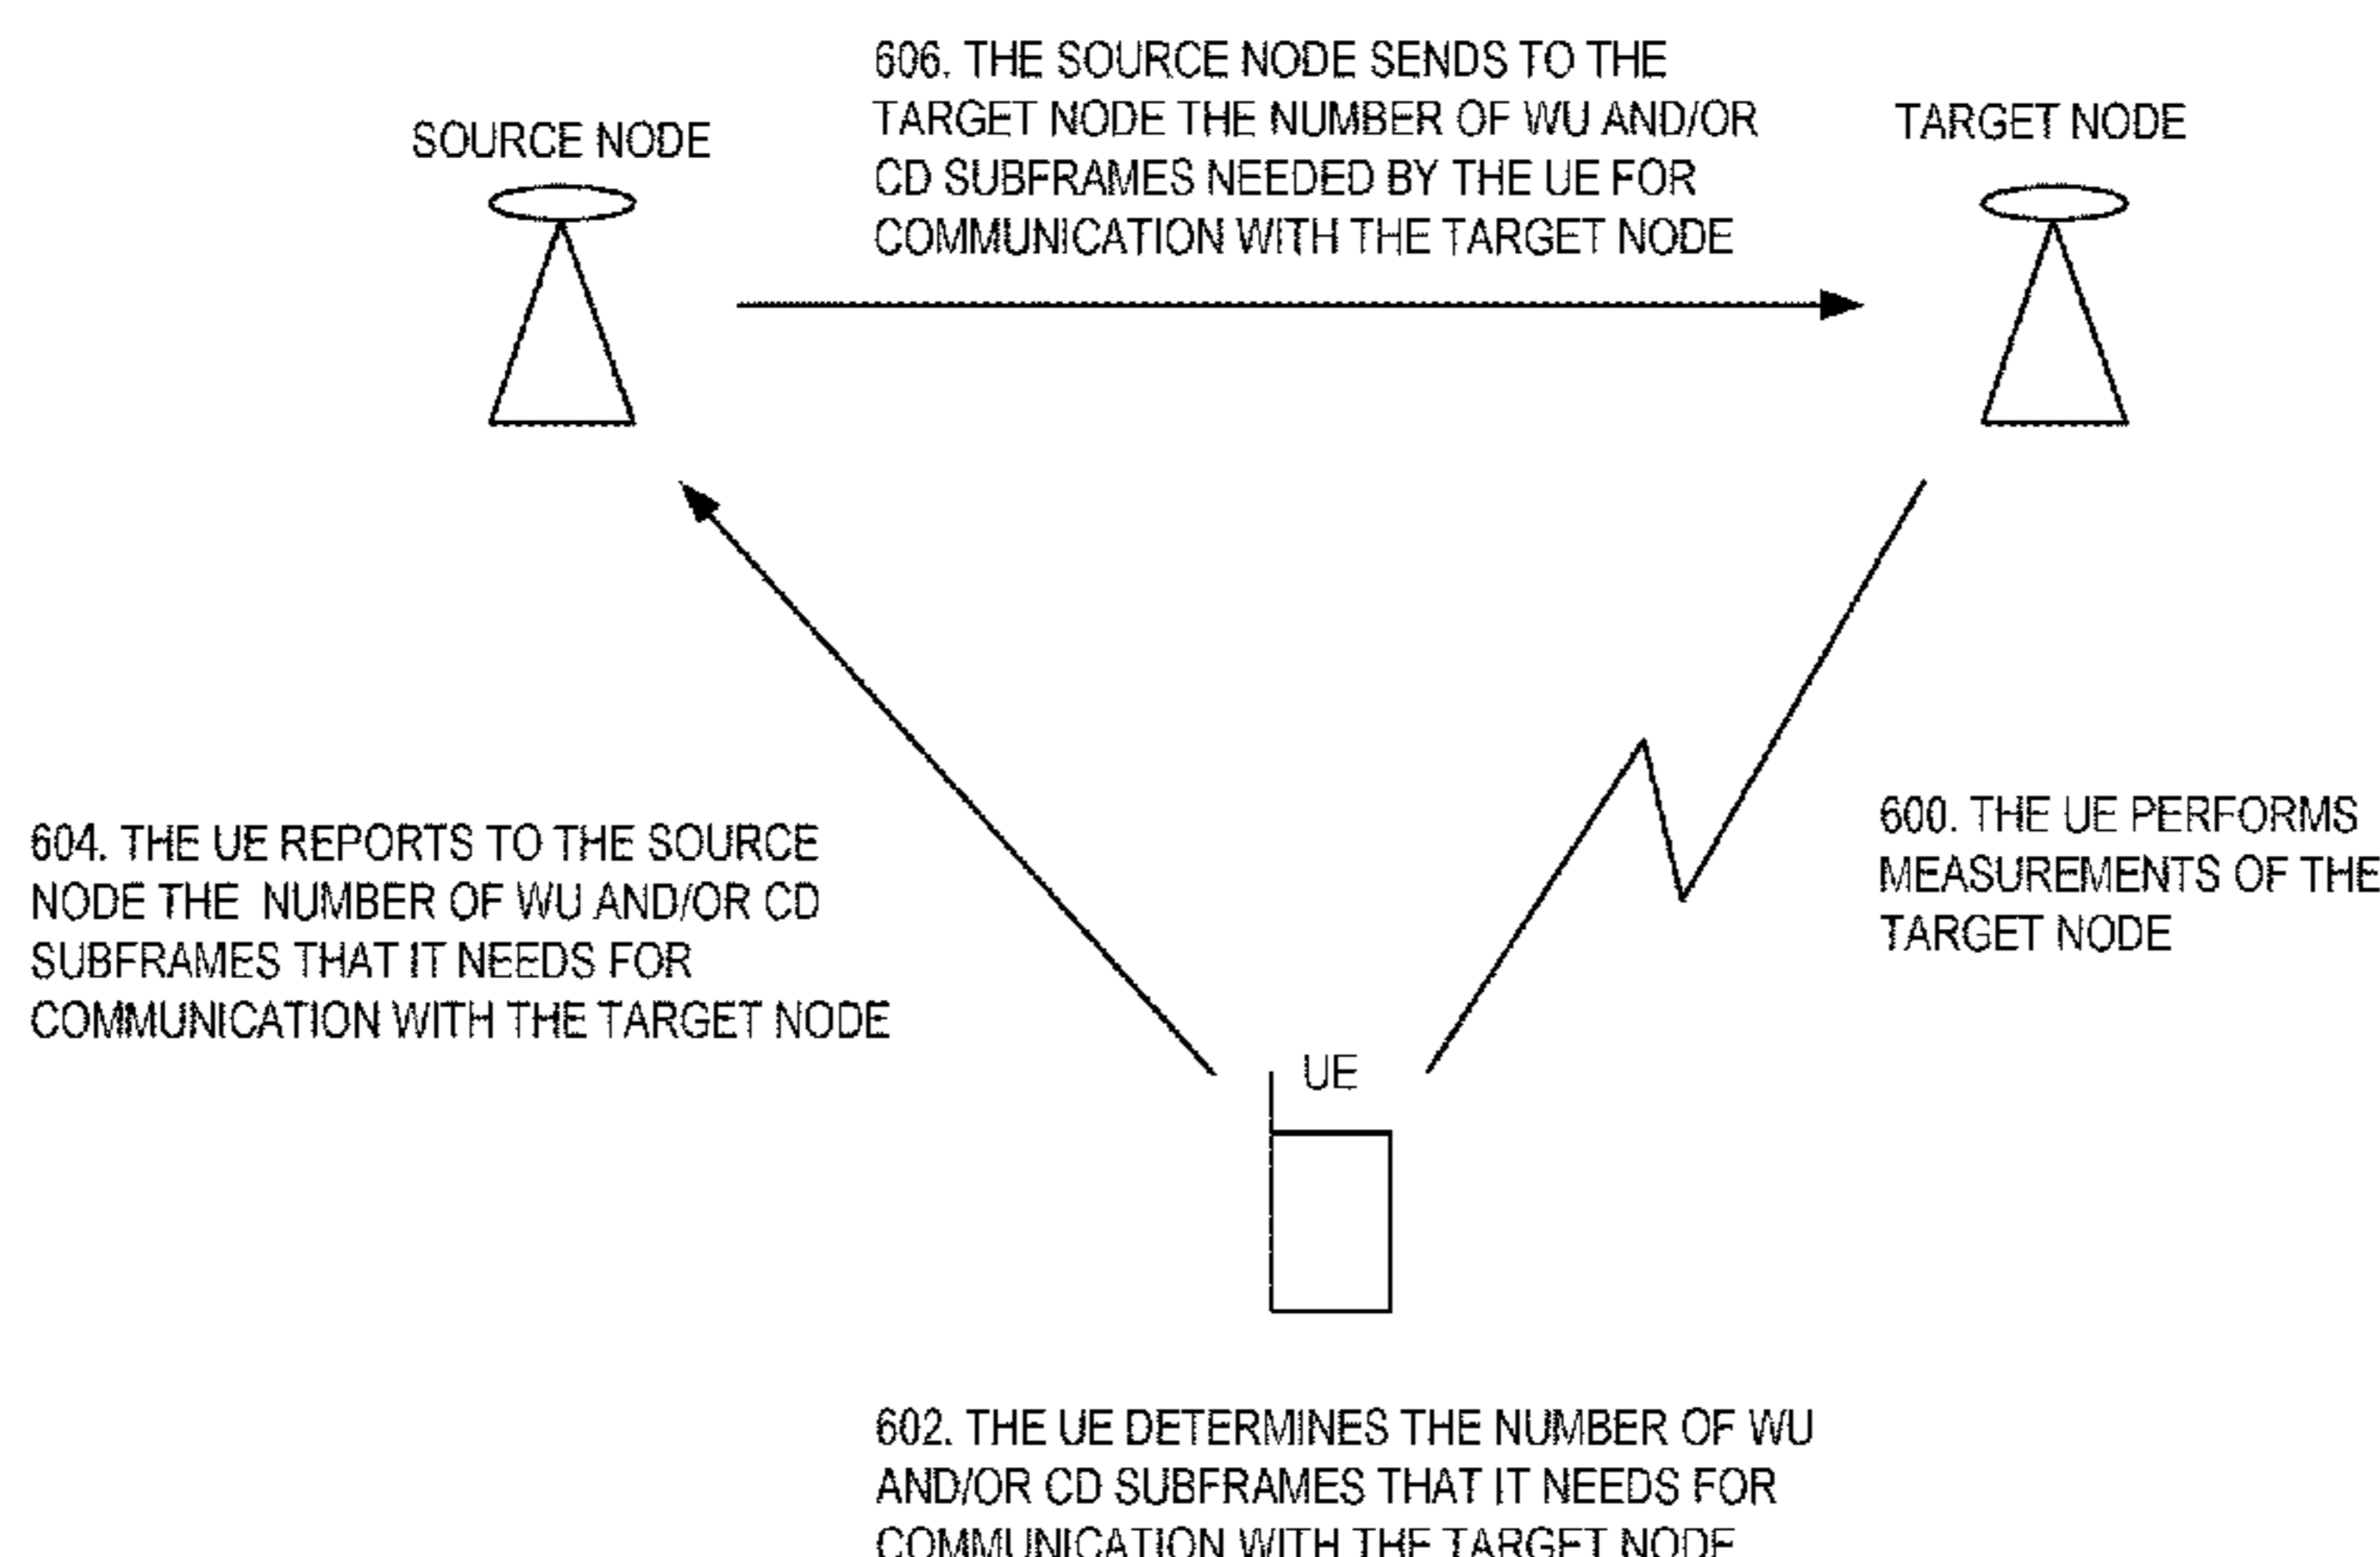 606. THE SOURCE NODE SENDS TO THE
TARGET NODE THE NUMBER OF WU AND/OR
CD SUBFRAMES NEEDED BY THE UE FOR
COMMUNICATION WITH THE TARGET NODE
SOURCE NODE
TARGET NODE
604. THE UE REPORTS TO THE SOURCE
NODE THE NUMBER OF WU AND/OR CD
SUBFRAMES THAT IT NEEDS FOR
COMMUNICATION WITH THE TARGET NODE
600. THE UE PERFORMS
MEASUREMENTS OF THE
TARGET NODE
UE
602. THE UE DETERMINES THE NUMBER OF WU
AND/OR CD SUBFRAMES THAT IT NEEDS FOR
COMMUNICATION WITH THE TARGET NODE